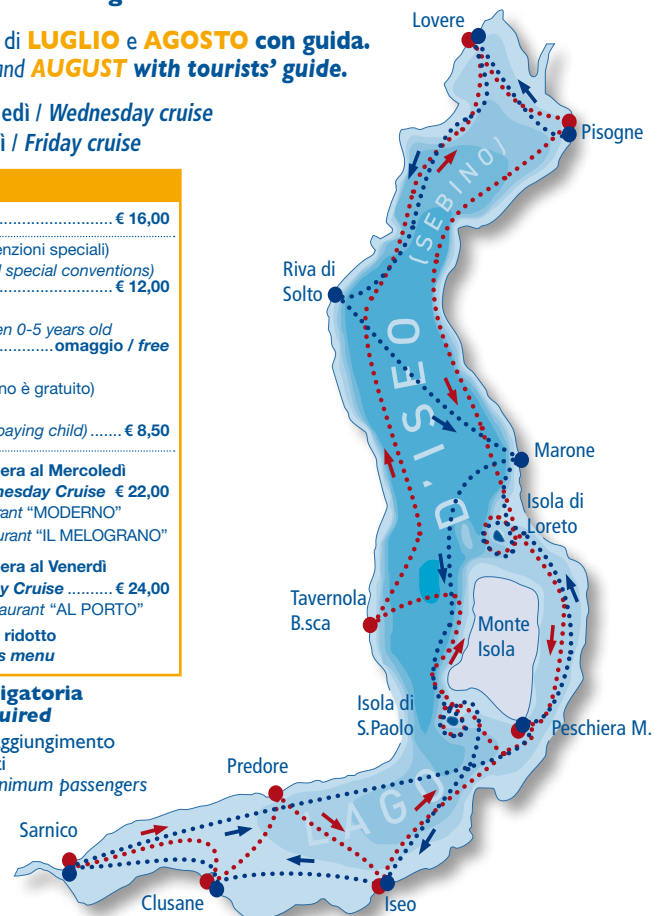 di LUGLIO e AGOSTO con guida.
and AUGUST with tourists' guide.
edì / Wednesday cruise
ì / Friday cruise
€ 16,00
enzioni speciali)
special conventions)
€ 12,00
en 0-5 years old
omaggio / free
no è gratuito)
paying child) ....... € 8,50
era al Mercoledì
nesday Cruise € 22,00
rant "MODERNO"
urant "IL MELOGRANO"
era al Venerdì
y Cruise ......... € 24,00
aurant "AL PORTO"
ridotto
s menu
igatoria
uired
aggiungimento
ti
nimum passengers
Lovere
Pisogne
(SEBINO)
Riva di
Solto
Marone
Isola di
Loreto
Tavernola
B.sca
Monte
Isola
Isola di
S.Paolo
Peschiera M.
Predore
LAGO
D'ISEO
Sarnico
Clusane
Iseo